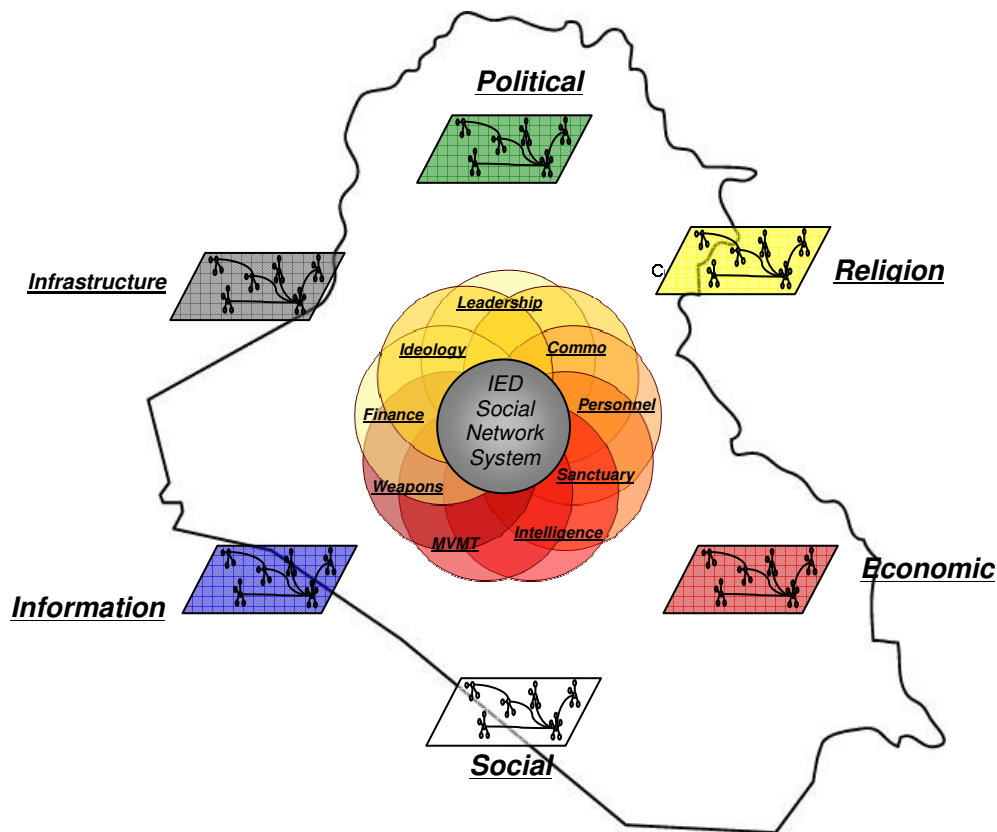 Political
Infrastructure
Religion
C
Leadership
Ideology
Commo
IED
Social
Network
System
Finance
Personnel
Weapons
Sanctuary
MVMT
Intelligence
Information
Economic
Social